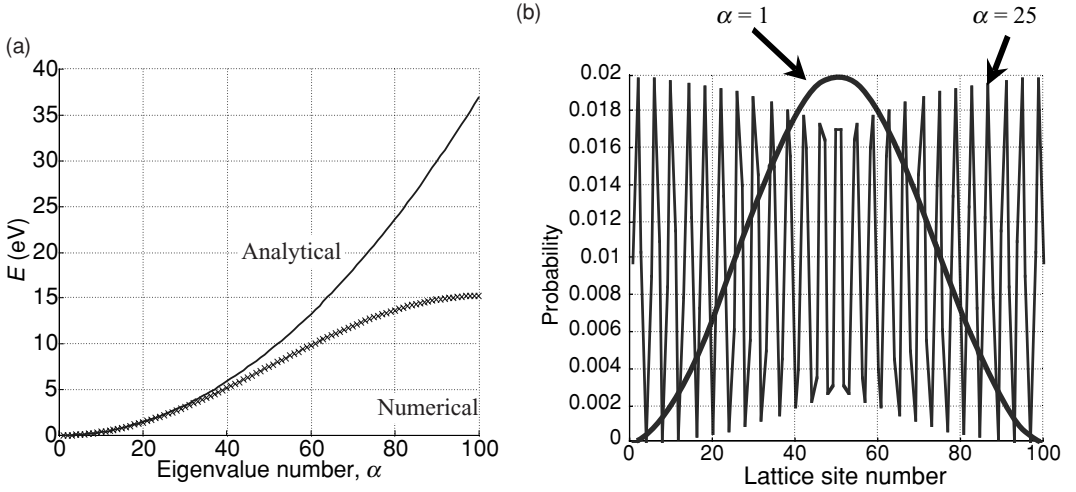 (a)
40
35
30
25
20
15
10
5
0
E (eV)
Analytical
Numerical
0 20 40 60 80 100
Eigenvalue number, α
(b)
α = 1
α = 25
0.02
0.018
0.016
0.014
0.012
0.01
0.008
0.006
0.004
0.002
0
Probability
0 20 40 60 80 100
Lattice site number